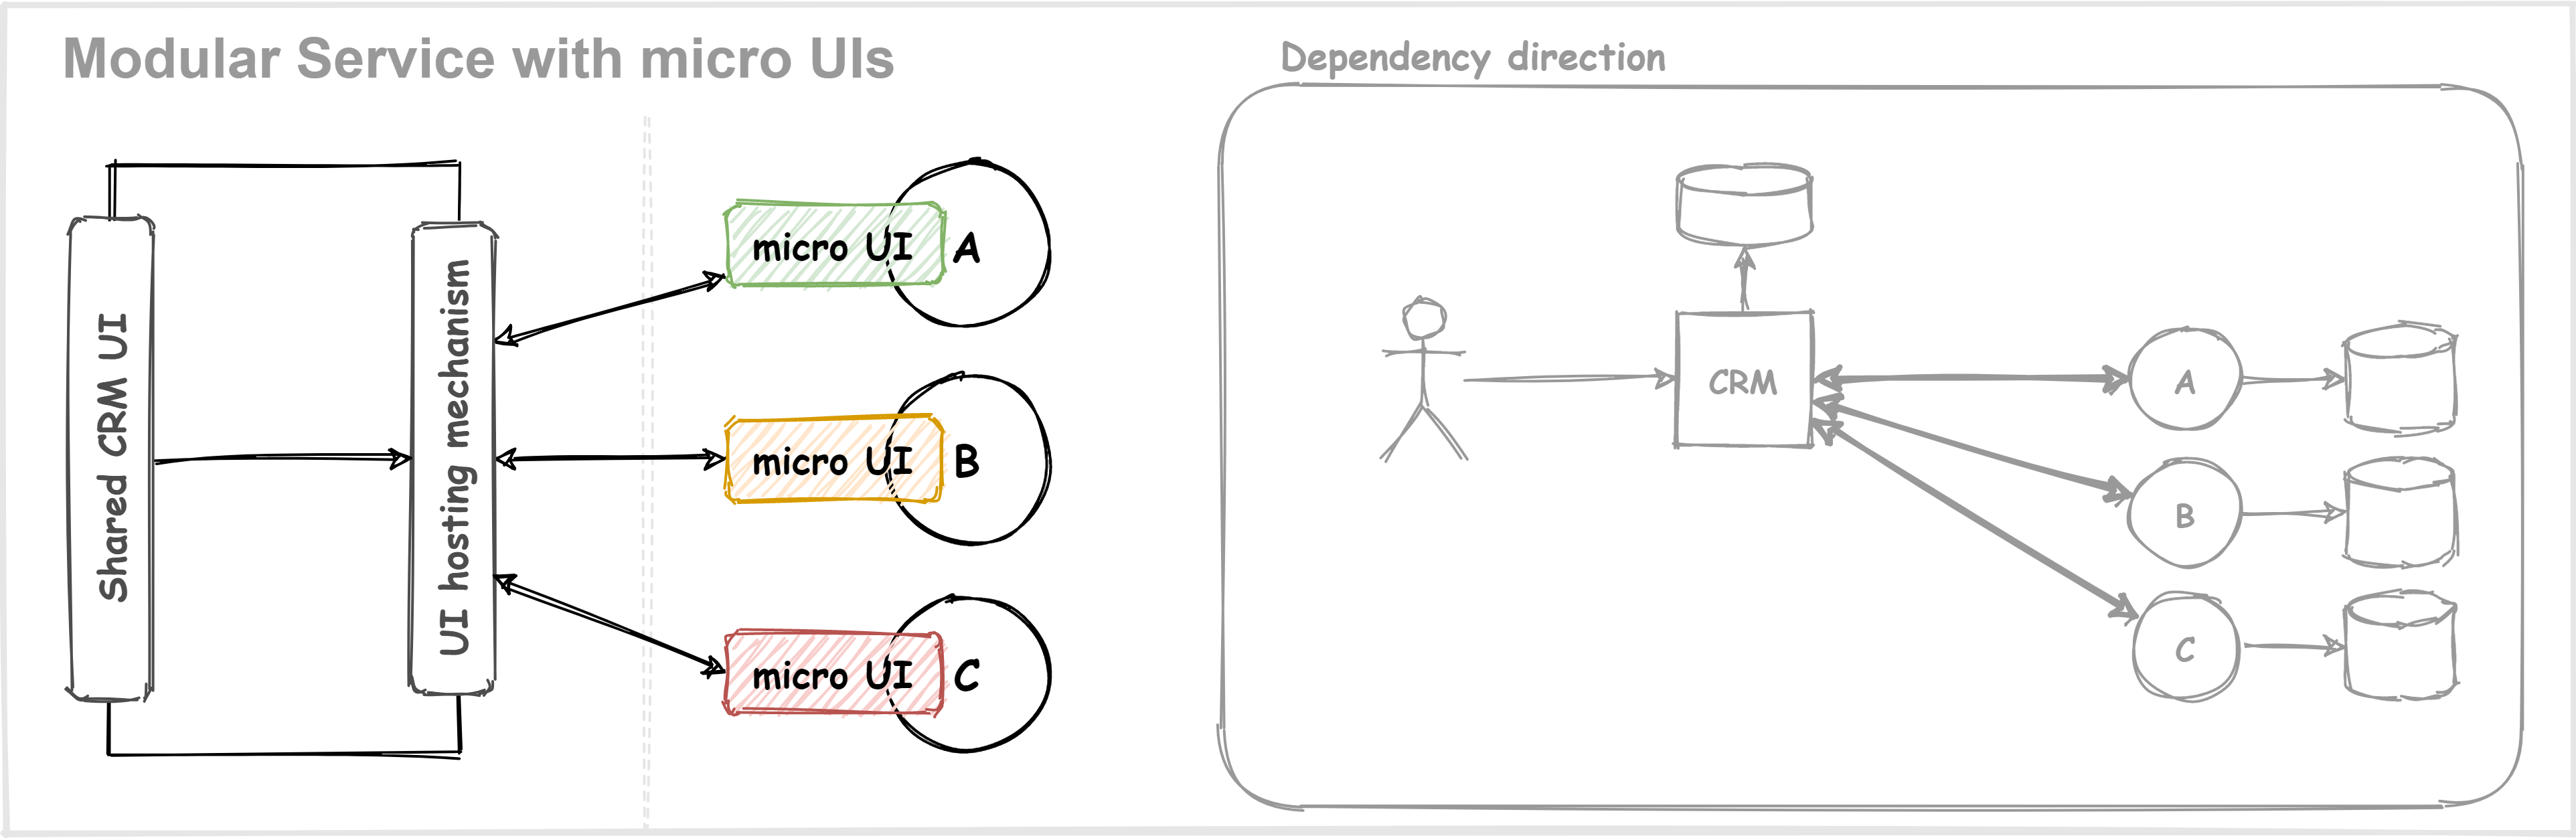 Modular Service with micro UIs
Shared CRM UI
UI hosting mechanism
micro UI
A
micro UI
B
micro UI
C
Dependency direction
CRM
A
B
C